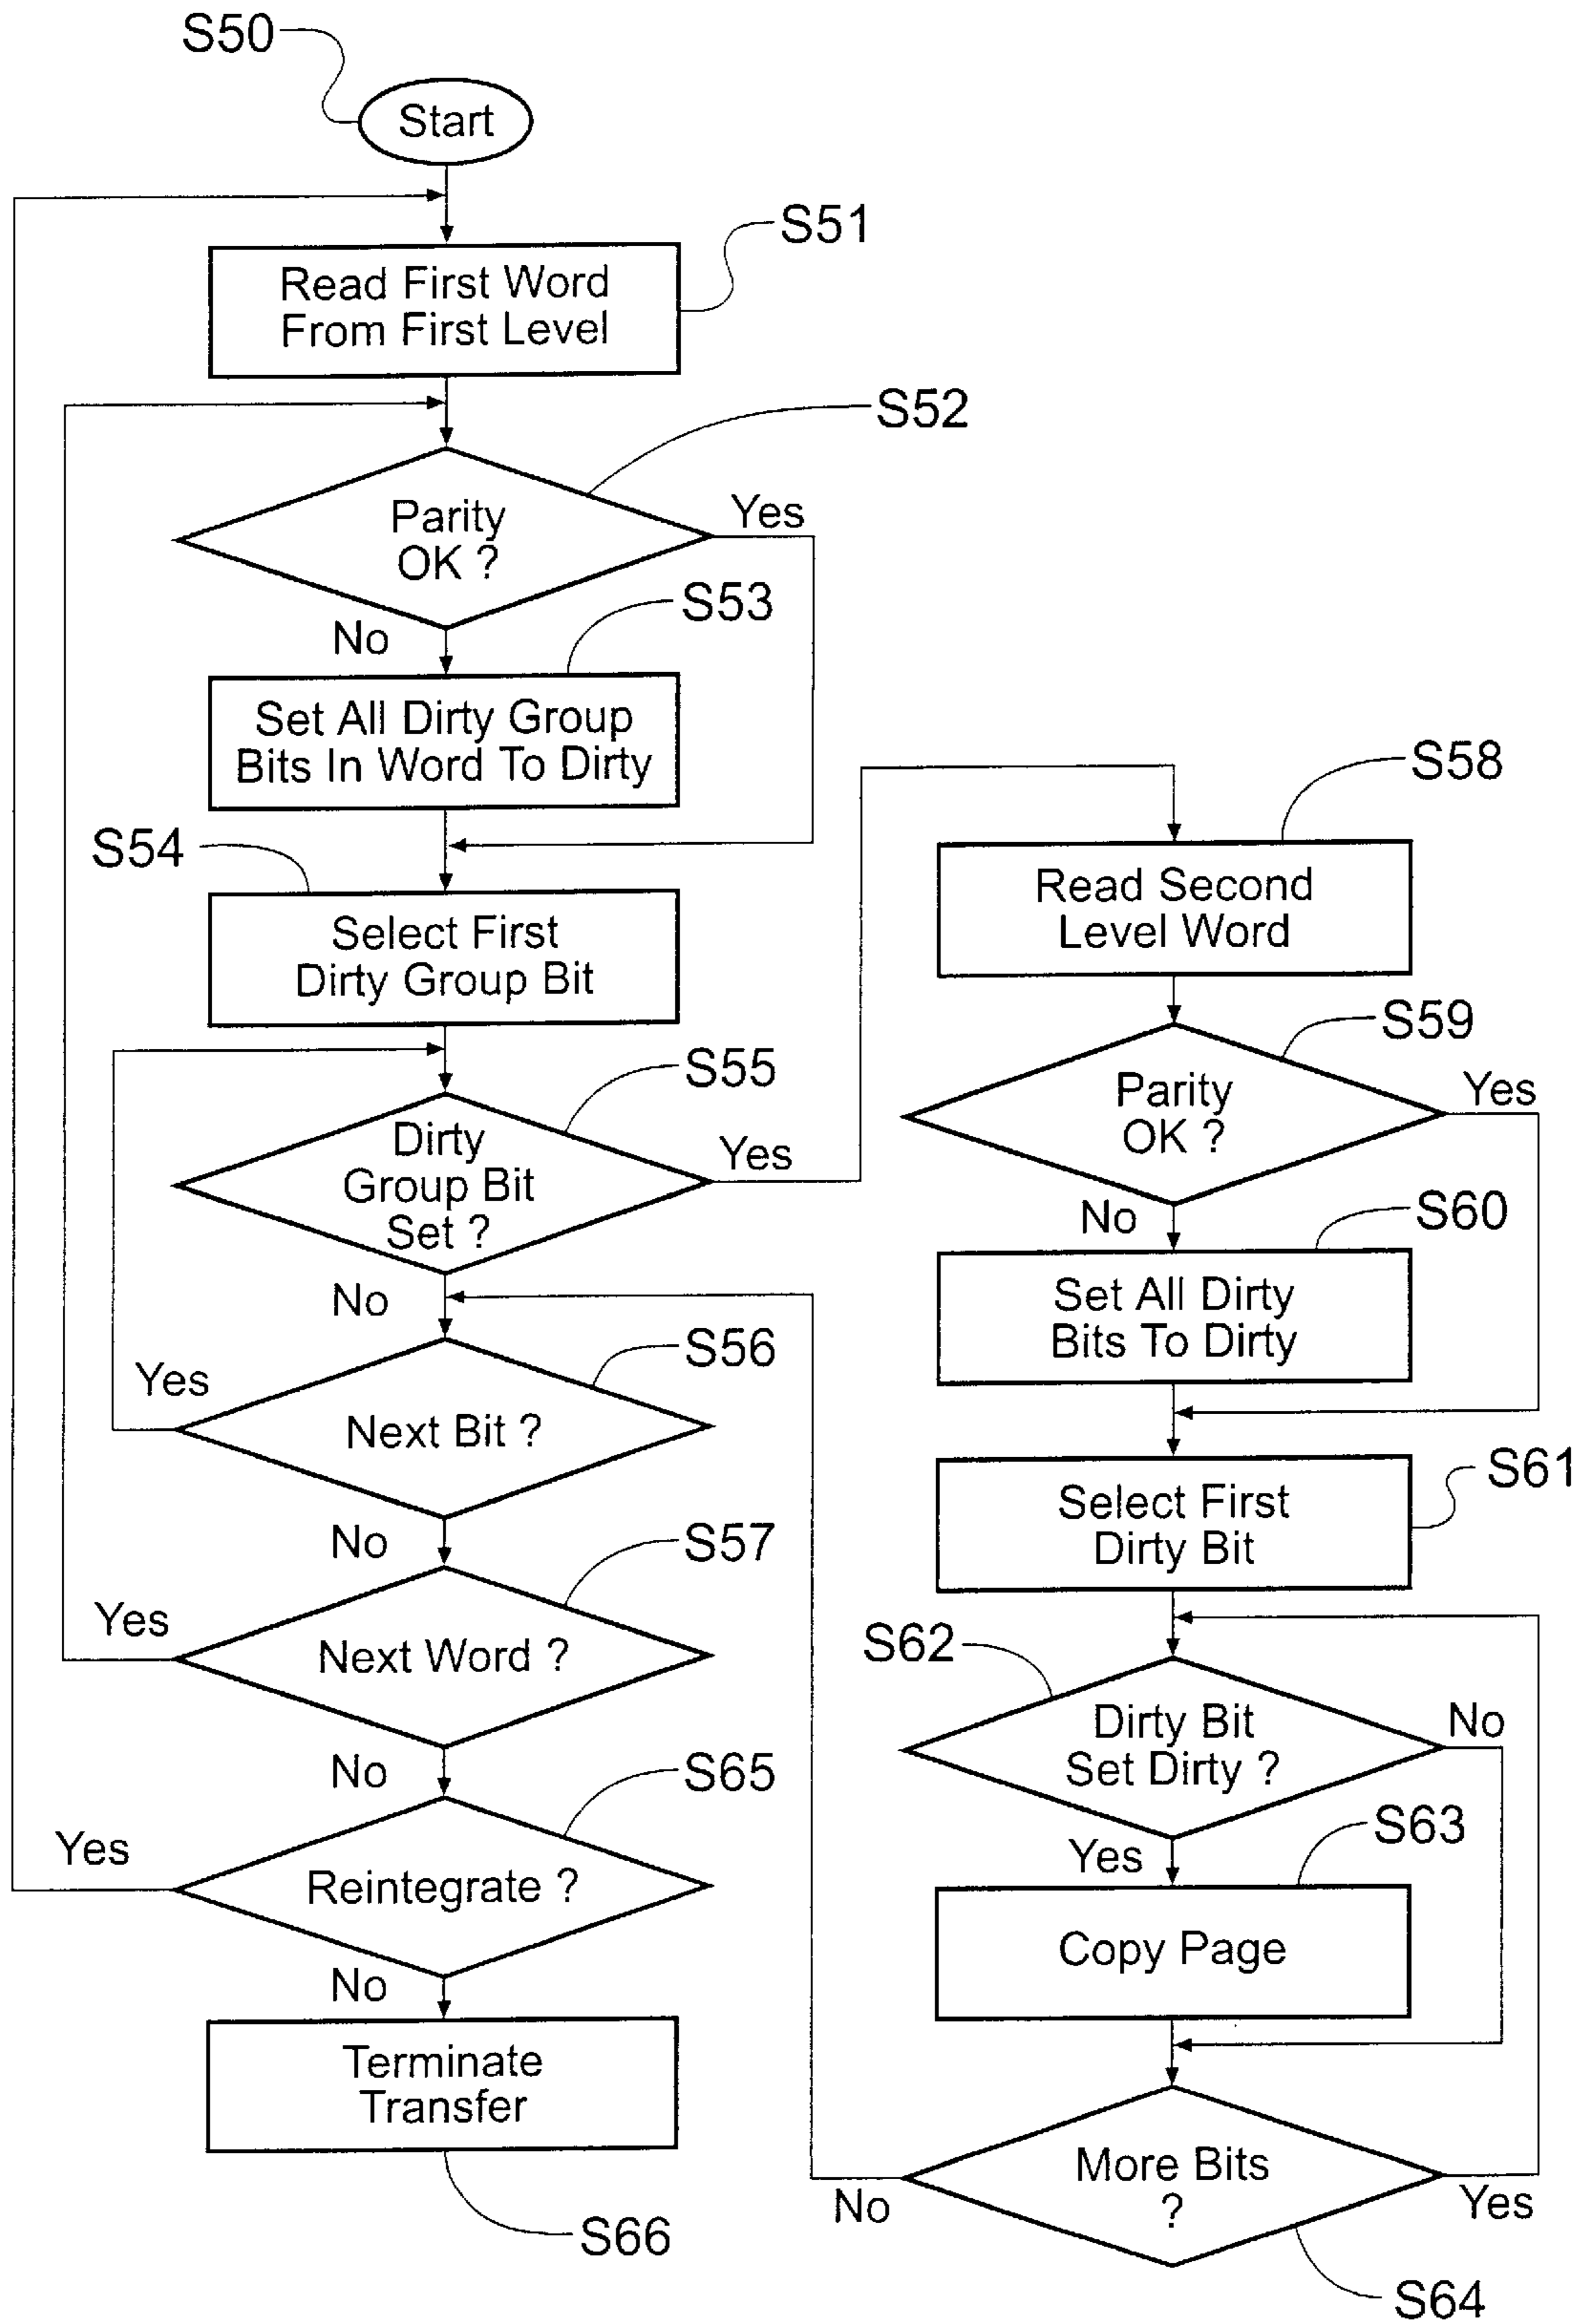 S50
Start
S51
Read First Word
From First Level
S52
Parity
OK ?
Yes
No
S53
Set All Dirty Group
Bits In Word To Dirty
S54
Select First
Dirty Group Bit
S55
Dirty
Group Bit
Set ?
Yes
No
S56
Next Bit ?
Yes
No
S57
Next Word ?
Yes
No
S65
Reintegrate ?
Yes
No
Terminate
Transfer
S66
S58
Read Second
Level Word
S59
Parity
OK ?
Yes
No
S60
Set All Dirty
Bits To Dirty
S61
Select First
Dirty Bit
S62
Dirty Bit
Set Dirty ?
No
Yes
S63
Copy Page
More Bits
?
No
Yes
S64